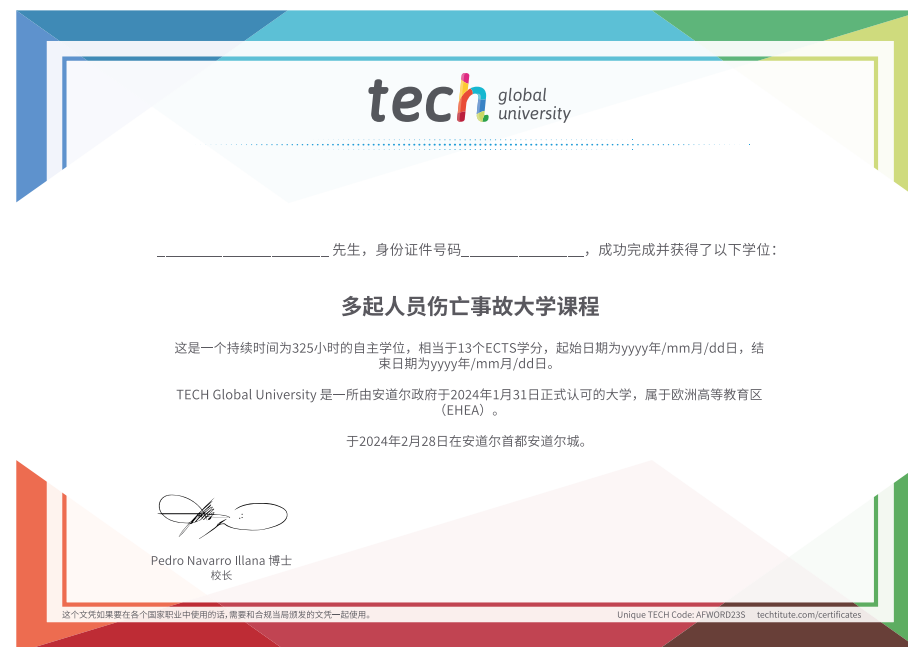 tech global
university
_____________________ 先生，身份证件号码_______________，成功完成并获得了以下学位：
多起人员伤亡事故大学课程
这是一个持续时间为325小时的自主学位，相当于13个ECTS学分，起始日期为yyyy年/mm月/dd日，结
束日期为yyyy年/mm月/dd日。
TECH Global University 是一所由安道尔政府于2024年1月31日正式认可的大学，属于欧洲高等教育区
（EHEA）。
于2024年2月28日在安道尔首都安道尔城。
Pedro Navarro Illana 博士
校长
这个文凭如果要在各个国家职业中使用的话，需要和合规当局颁发的文凭一起使用。
Unique TECH Code: AFWORD23S techtitute.com/certificates